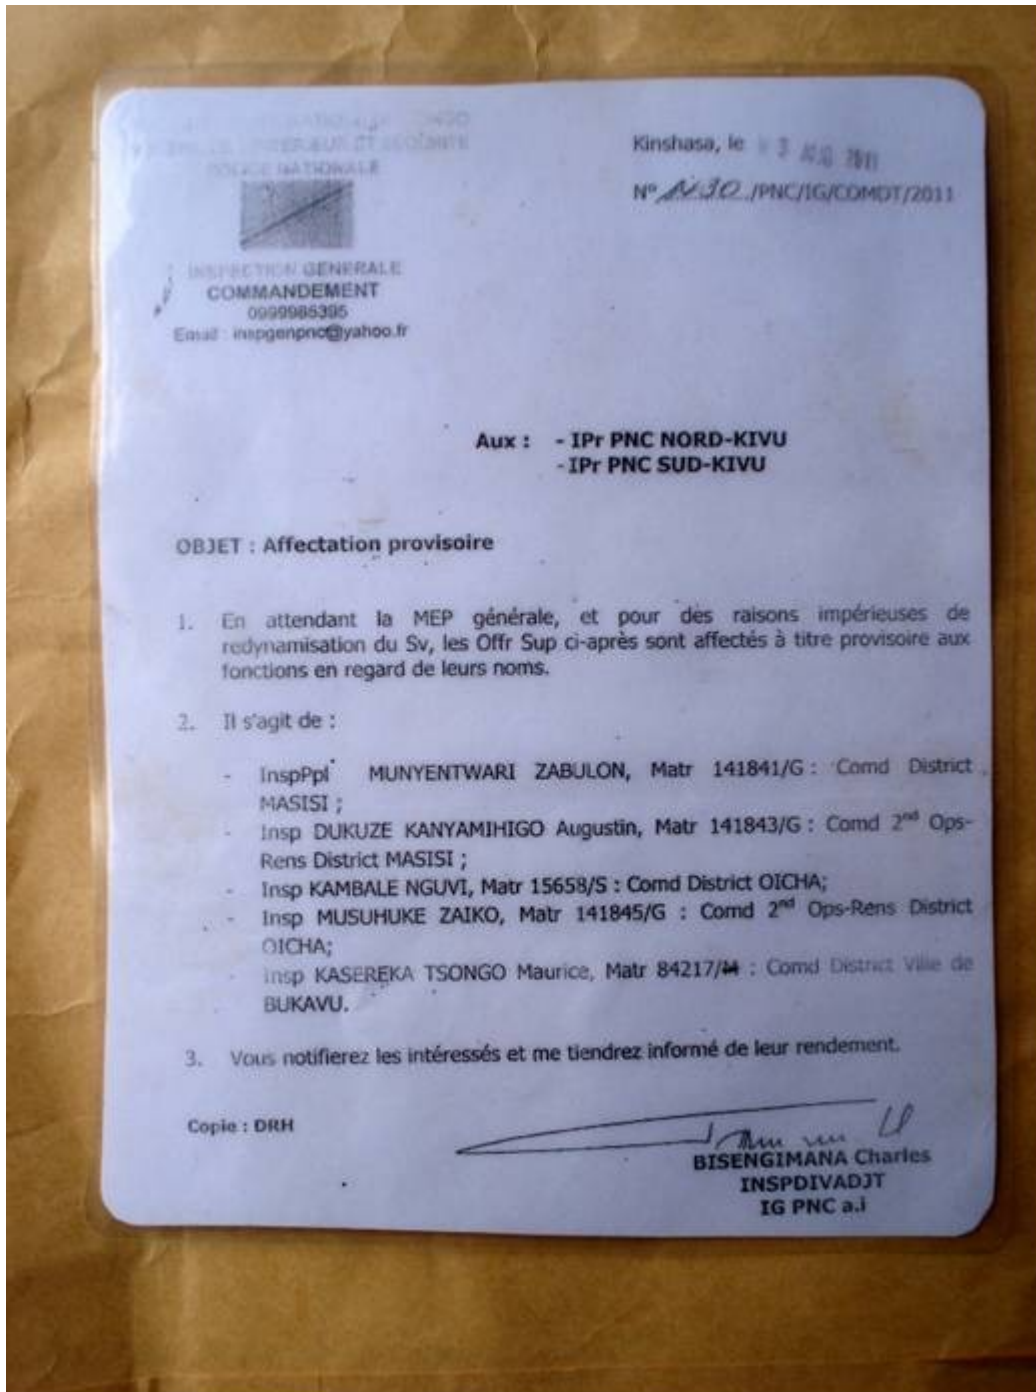 POLICE NATIONALE
INSPECTION GENERALE
COMMANDEMENT
0999985395
Email : inspgenpnc@yahoo.fr
Kinshasa, le 3 2011
N° /PNC/IG/COMDT/2011
Aux : - IPr PNC NORD-KIVU
- IPr PNC SUD-KIVU
OBJET : Affectation provisoire
1. En attendant la MEP générale, et pour des raisons impérieuses de
redynamisation du Sv, les Offr Sup ci-après sont affectés à titre provisoire aux
fonctions en regard de leurs noms.
2. Il s'agit de :
- InspPpl MUNYENTWARI ZABULON, Matr 141841/G : Comd District
MASISI ;
- Insp DUKUZE KANYAMIHIGO Augustin, Matr 141843/G : Comd 2nd Ops-
Rens District MASISI ;
- Insp KAMBALE NGUVI, Matr 15658/S : Comd District OICHA;
- Insp MUSUHUKE ZAIKO, Matr 141845/G : Comd 2nd Ops-Rens District
OICHA;
- Insp KASEREKA TSONGO Maurice, Matr 84217/M : Comd District Ville de
BUKAVU.
3. Vous notifierez les intéressés et me tiendrez informé de leur rendement.
Copie : DRH
BISENGIMANA Charles
INSPDIVADJT
IG PNC a.i